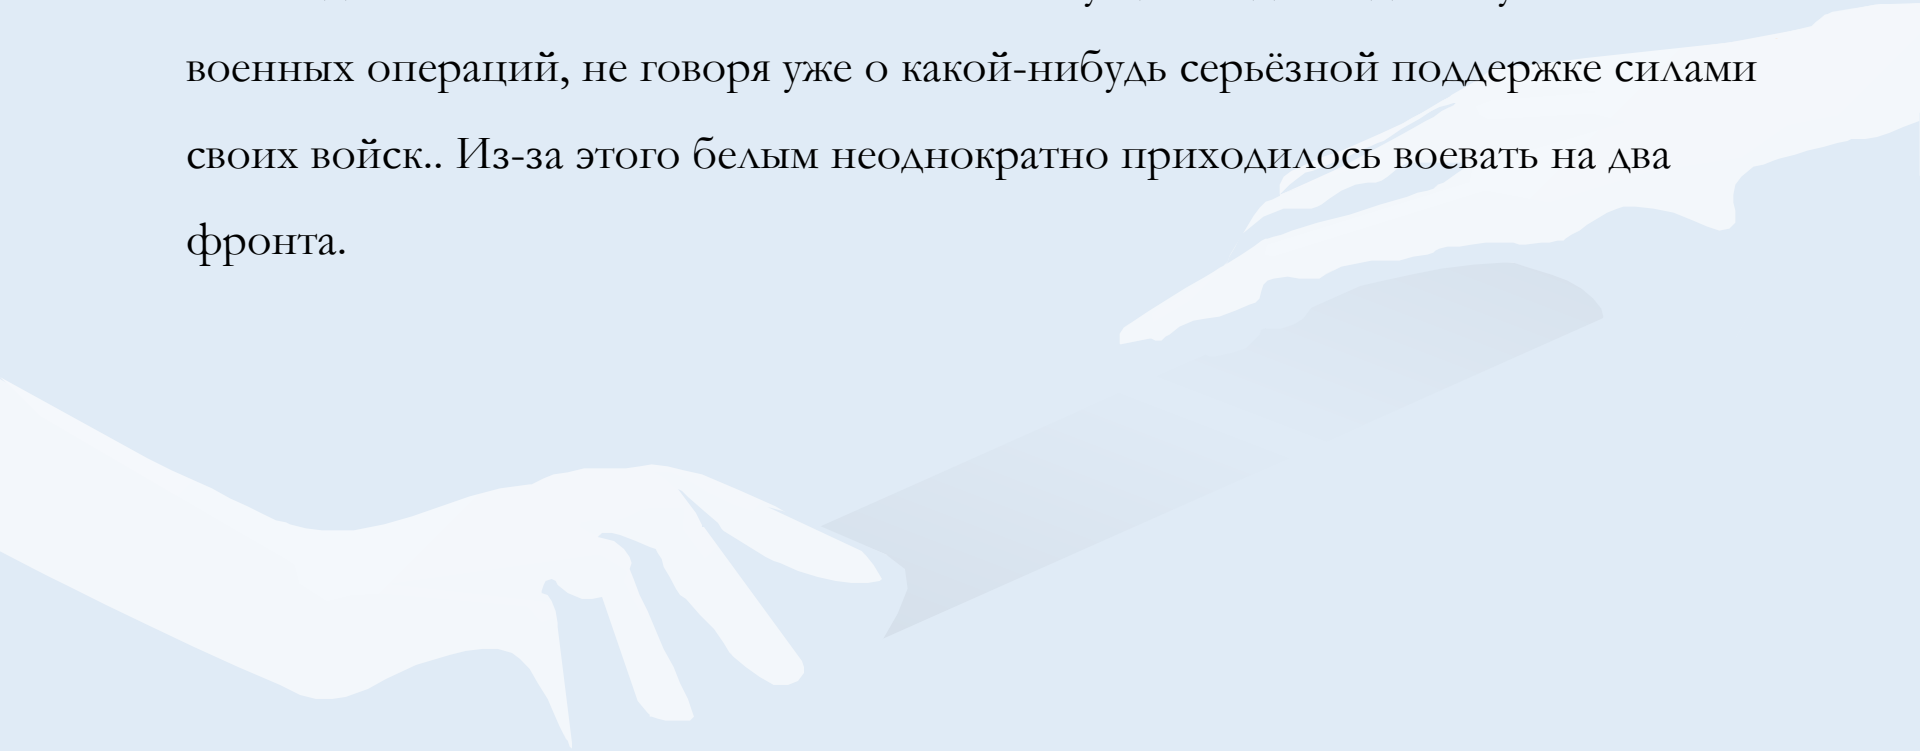 военных операций, не говоря уже о какой-нибудь серьёзной поддержке силами
своих войск.. Из-за этого белым неоднократно приходилось воевать на два
фронта.